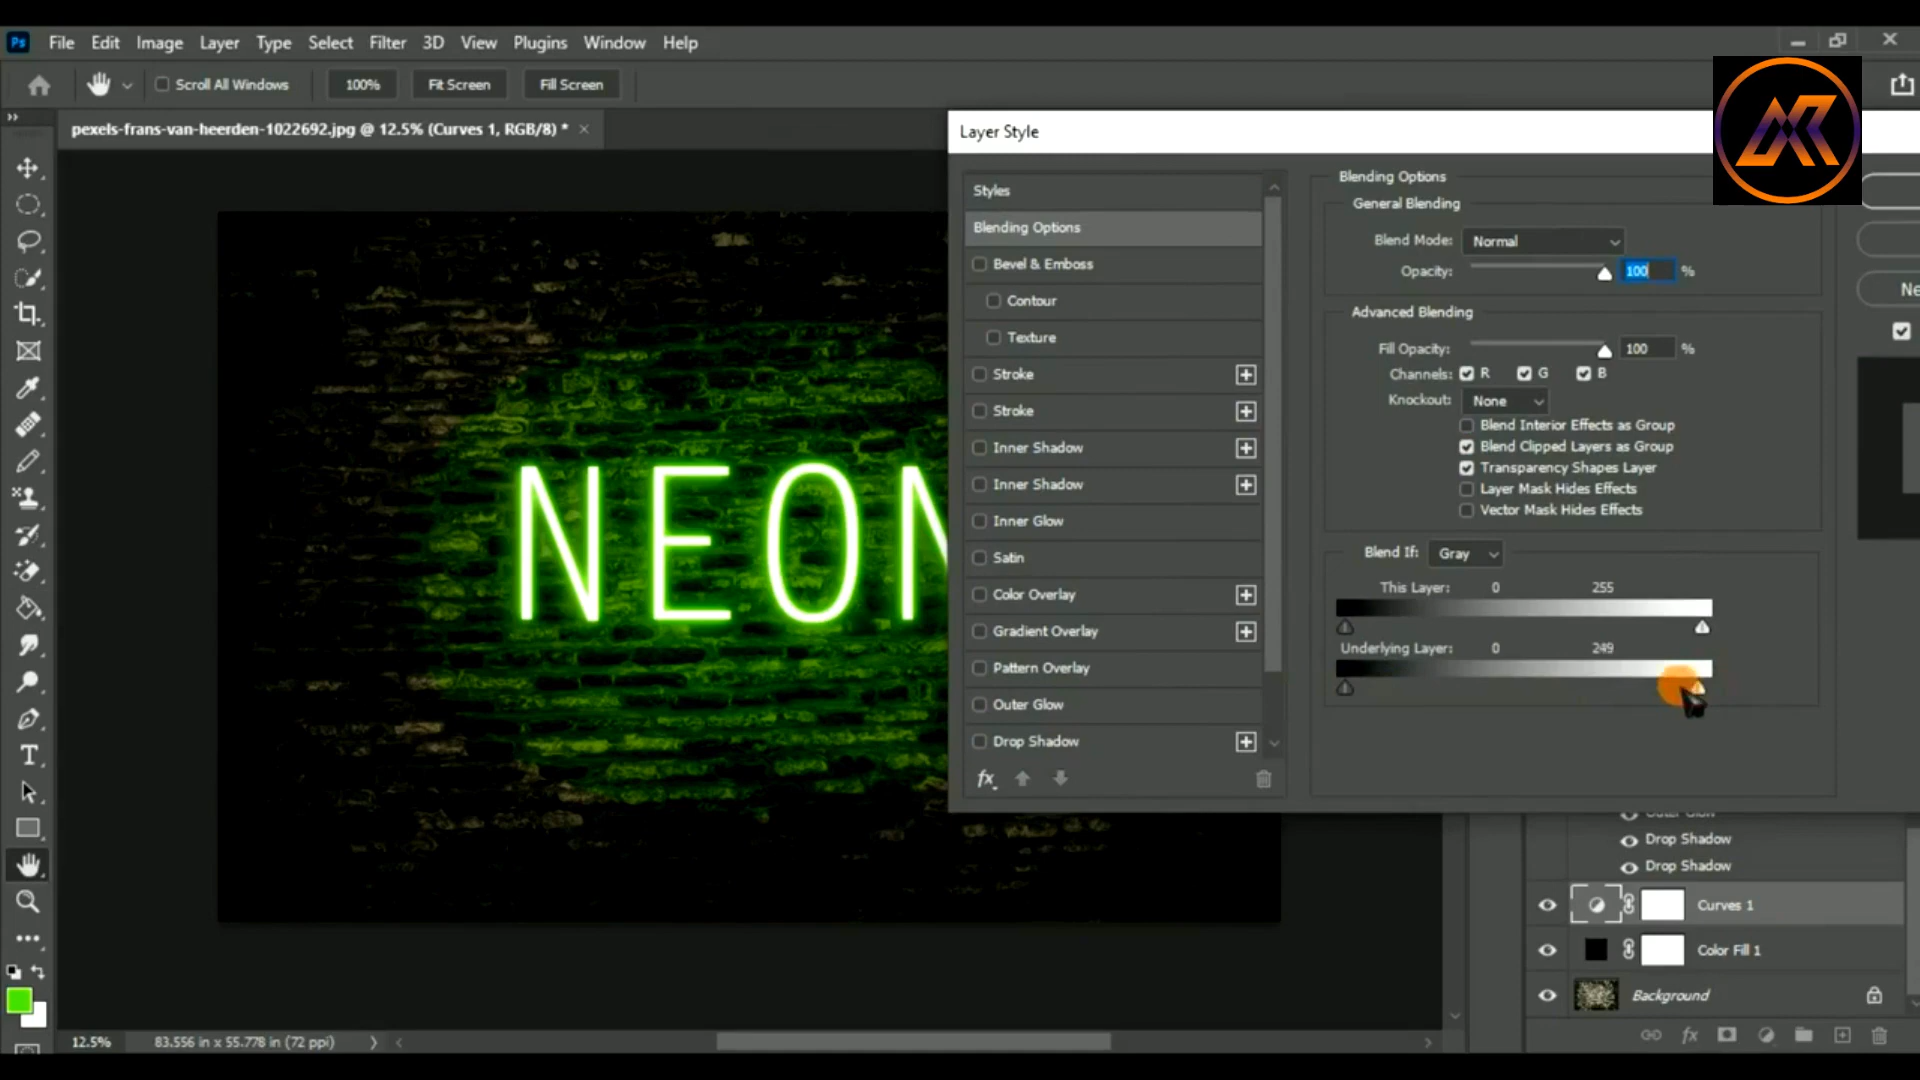 Ps File Edit Image Layer Type Select Filter 3D View Plugins Window Help
Scroll All Windows 100% Fit Screen Fill Screen
pexels-frans-van-heerden-1022692.jpg @ 12.5% (Curves 1, RGB/8) *
Layer Style
Styles
Blending Options
Bevel & Emboss
Contour
Texture
Stroke
Stroke
Inner Shadow
Inner Shadow
Inner Glow
Satin
Color Overlay
Gradient Overlay
Pattern Overlay
Outer Glow
Drop Shadow
fx
Blending Options
General Blending
Blend Mode: Normal
Opacity: 100 %
Advanced Blending
Fill Opacity: 100 %
Channels: R G B
Knockout: None
Blend Interior Effects as Group
Blend Clipped Layers as Group
Transparency Shapes Layer
Layer Mask Hides Effects
Vector Mask Hides Effects
Blend If: Gray
This Layer: 0 255
Underlying Layer: 0 249
Ne
NEON
Outer Glow
Drop Shadow
Drop Shadow
Curves 1
Color Fill 1
Background
fx
12.5% 83.556 in x 55.778 in (72 ppi)